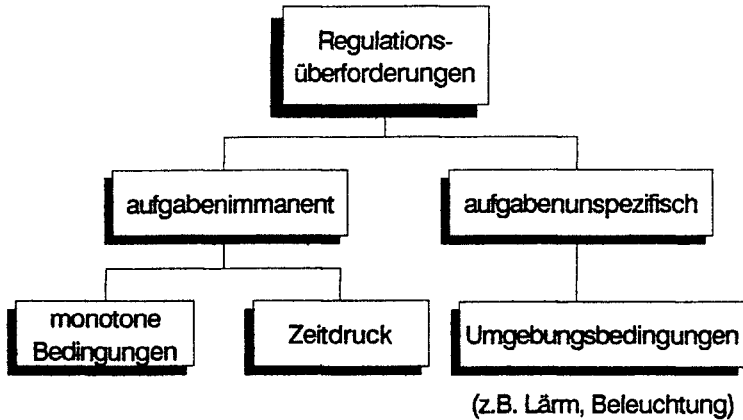 Regulations-
überforderungen
aufgabenimmanent
aufgabenunspezifisch
monotone
Bedingungen
Zeitdruck
Umgebungsbedingungen
(z.B. Lärm, Beleuchtung)